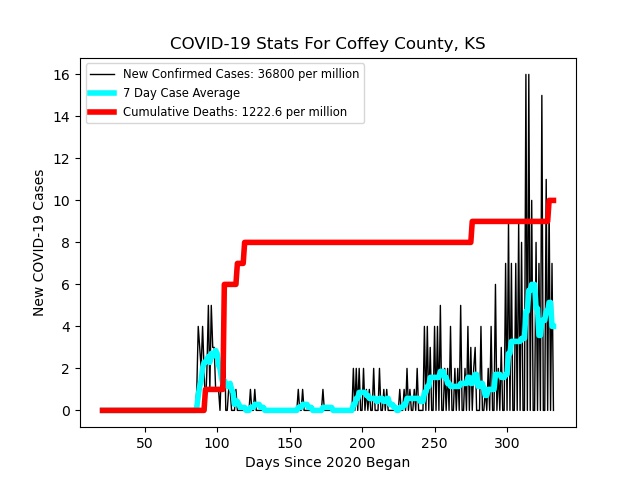 COVID-19 Stats For Coffey County, KS
New Confirmed Cases: 36800 per million
7 Day Case Average
Cumulative Deaths: 1222.6 per million
New COVID-19 Cases
16
14
12
10
8
6
4
2
0
50 100 150 200 250 300
Days Since 2020 Began